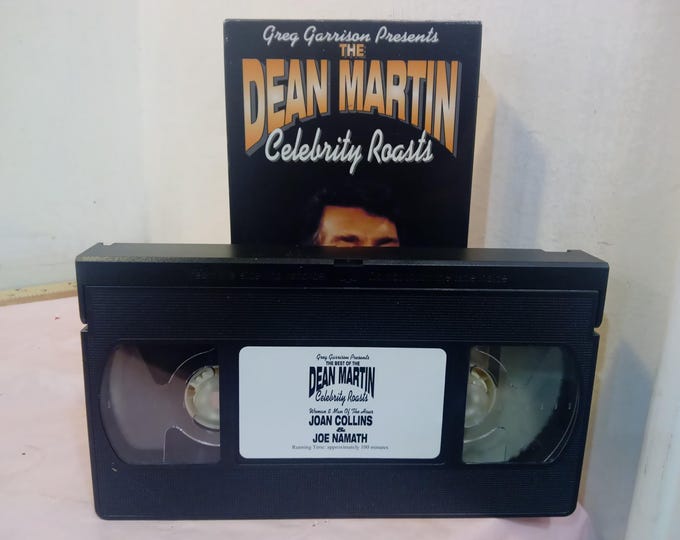 Greg Garrison Presents
THE
DEAN MARTIN
Celebrity Roasts
Greg Garrison Presents
THE BEST OF THE
DEAN MARTIN
Celebrity Roasts
Woman & Man Of The Hour
JOAN COLLINS
&
JOE NAMATH
Running Time: approximately 100 minutes